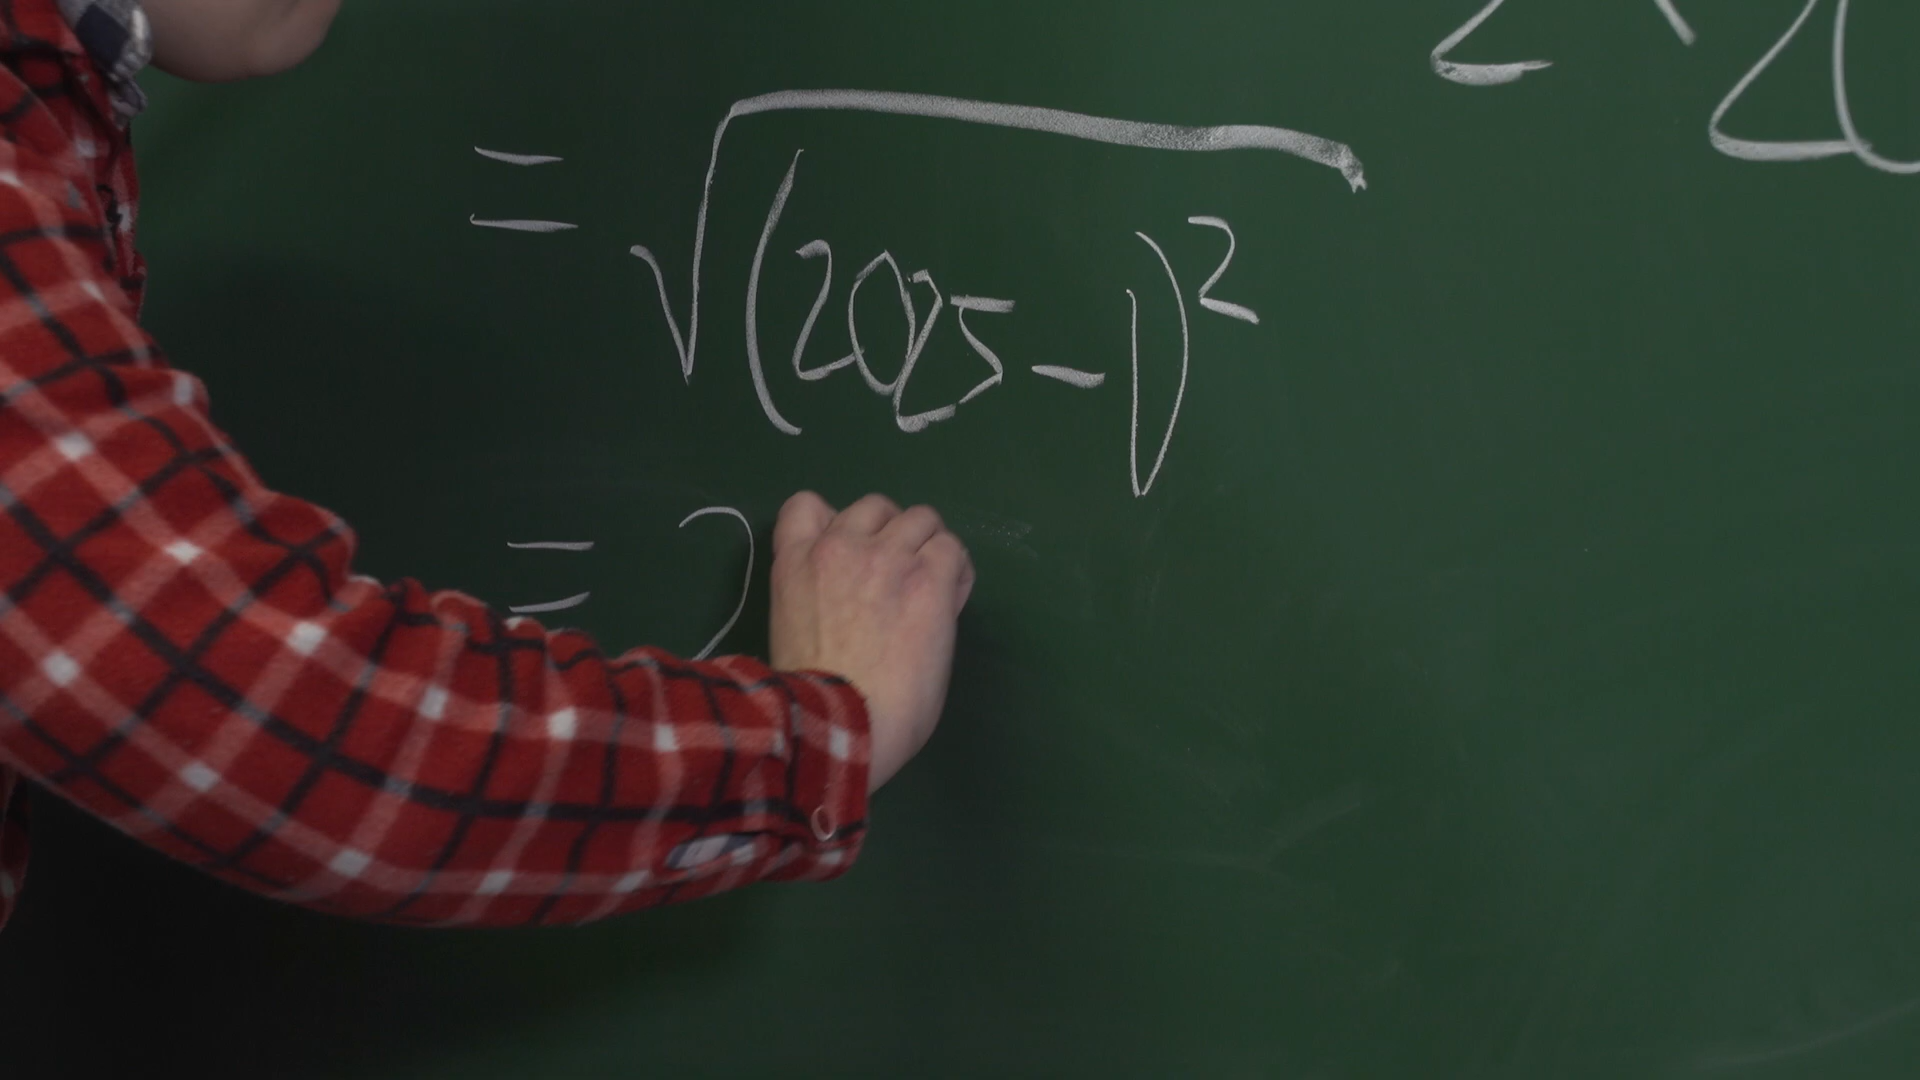 = √(2025-1)²
= 2